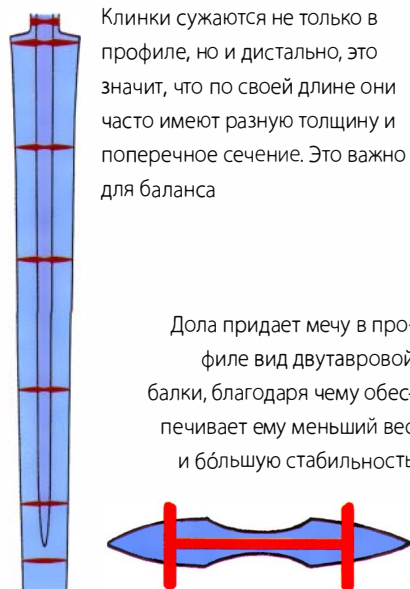 Клинки сужаются не только в
профиле, но и дистально, это
значит, что по своей длине они
часто имеют разную толщину и
поперечное сечение. Это важно
для баланса
Дола придает мечу в про-
филе вид двутавровой
балки, благодаря чему обес-
печивает ему меньший вес
и бо́льшую стабильность